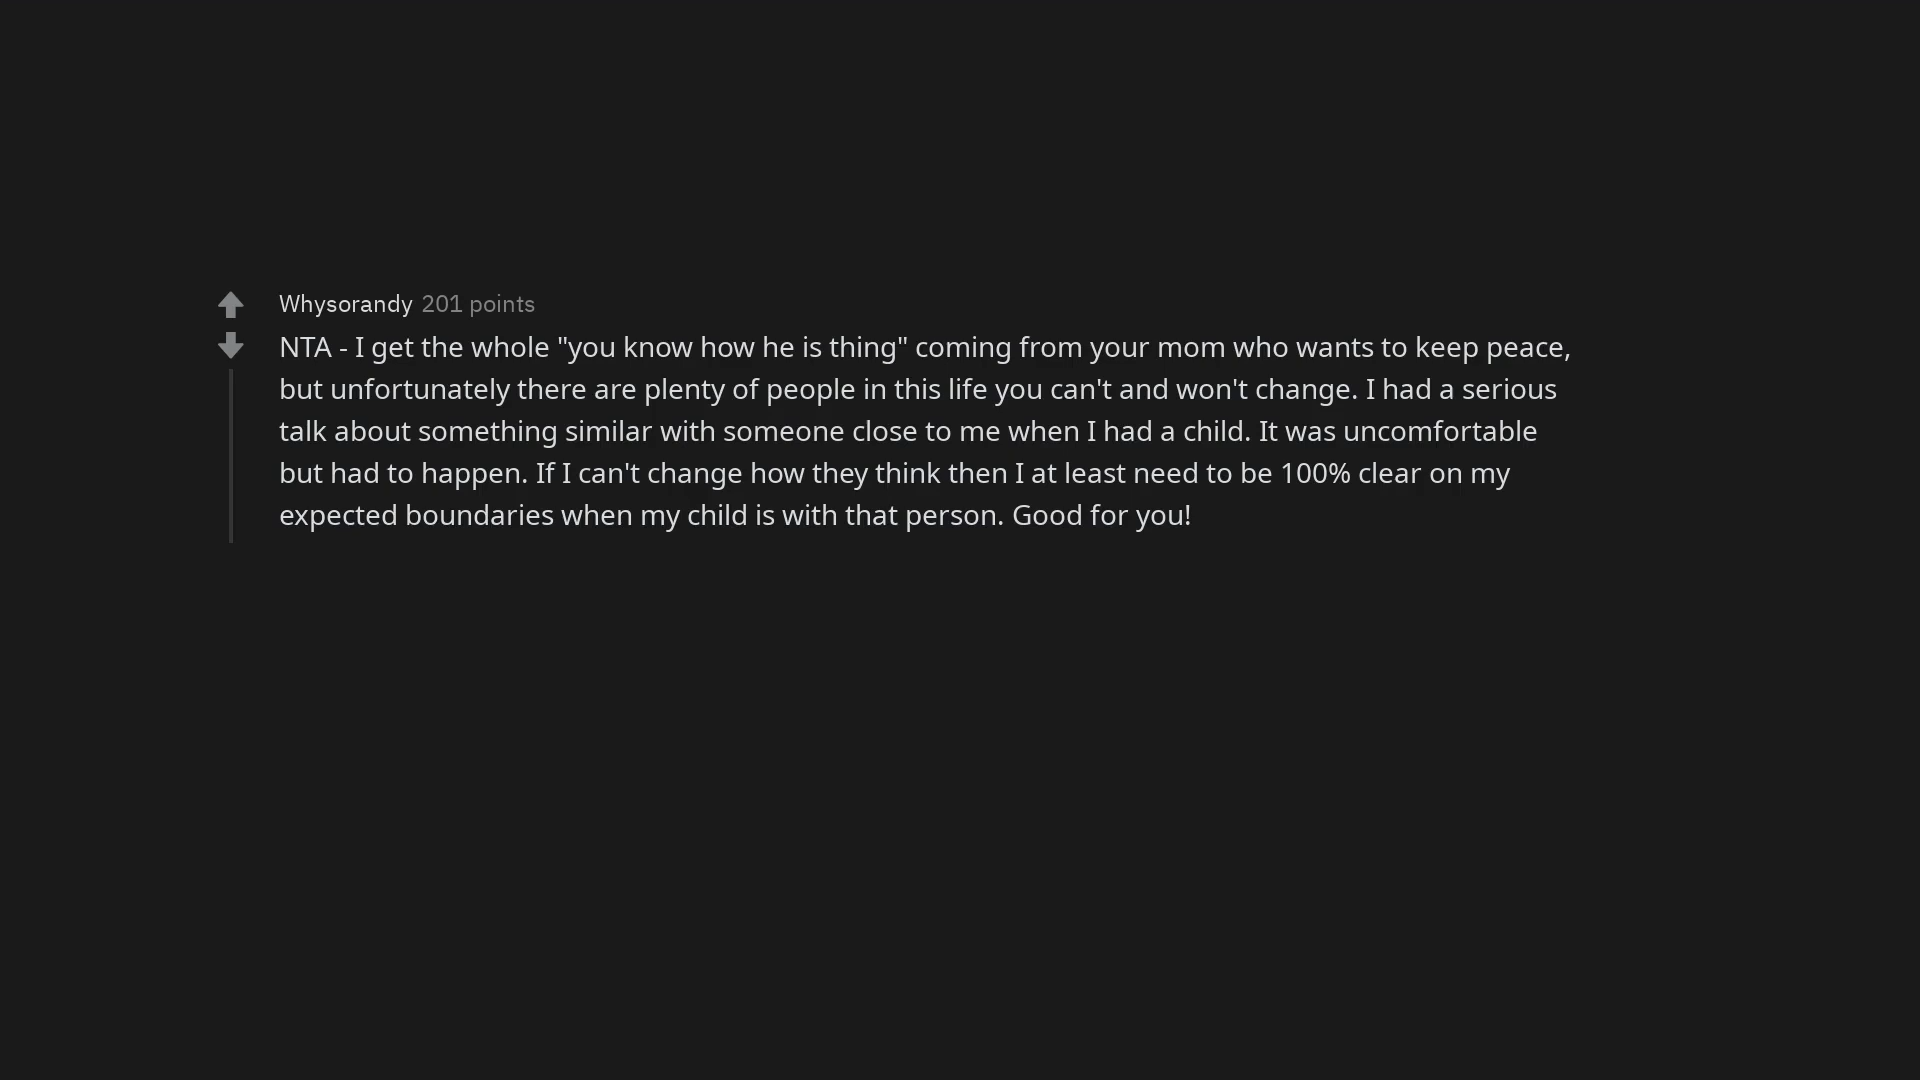 Whysorandy 201 points
NTA - I get the whole "you know how he is thing" coming from your mom who wants to keep peace,
but unfortunately there are plenty of people in this life you can't and won't change. I had a serious
talk about something similar with someone close to me when I had a child. It was uncomfortable
but had to happen. If I can't change how they think then I at least need to be 100% clear on my
expected boundaries when my child is with that person. Good for you!